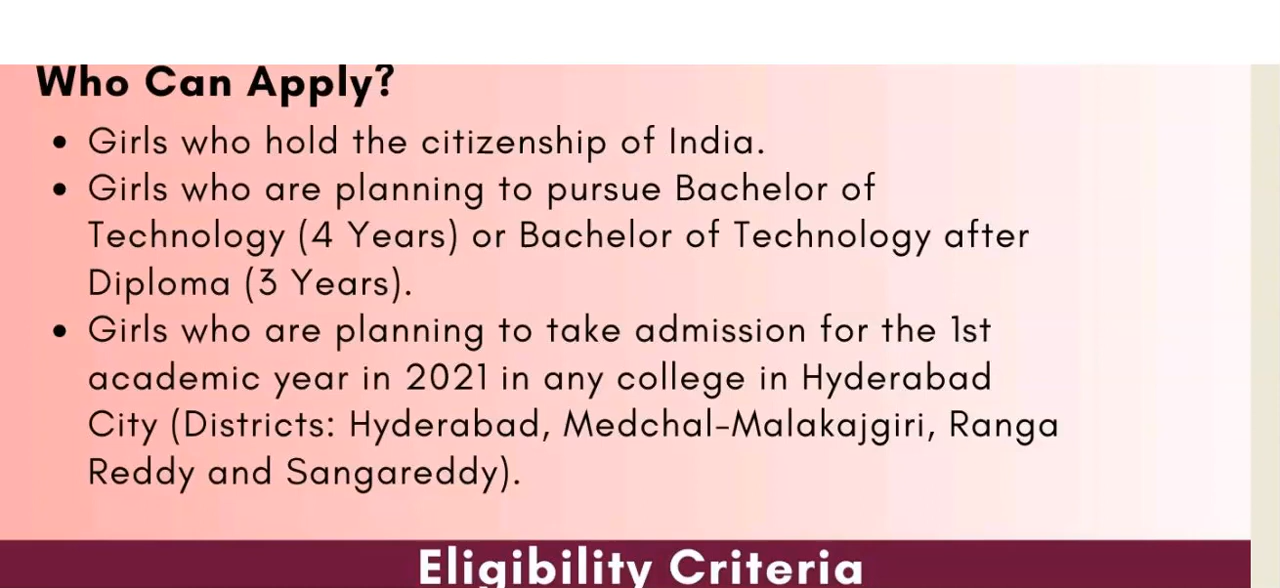 Who Can Apply?
• Girls who hold the citizenship of India.
• Girls who are planning to pursue Bachelor of
Technology (4 Years) or Bachelor of Technology after
Diploma (3 Years).
• Girls who are planning to take admission for the 1st
academic year in 2021 in any college in Hyderabad
City (Districts: Hyderabad, Medchal-Malakajgiri, Ranga
Reddy and Sangareddy).
Eligibility Criteria